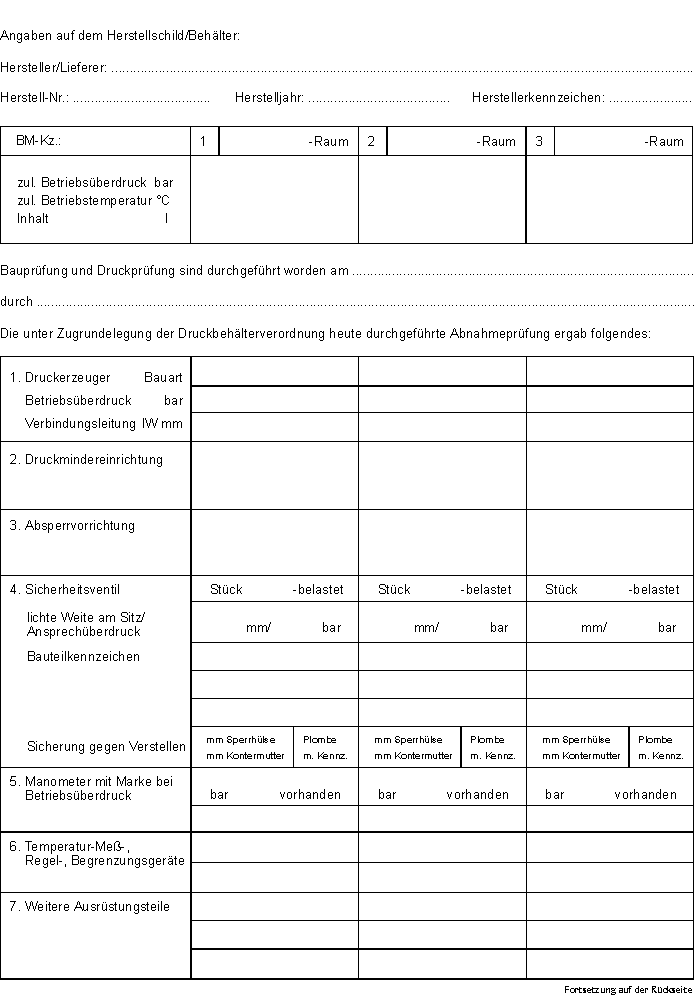 Angaben auf dem Herstellschild/Behälter:
Hersteller/Lieferer: ................................................................................
Herstell-Nr.: ...................................... Herstelljahr: ....................................... Herstellerkennzeichen: .......................
BM-Kz.: 1 -Raum 2 -Raum 3 -Raum
zul. Betriebsüberdruck bar
zul. Betriebstemperatur °C
Inhalt l
Bauprüfung und Druckprüfung sind durchgeführt worden am ................................................................................
durch ................................................................................
Die unter Zugrundelegung der Druckbehälterverordnung heute durchgeführte Abnahmeprüfung ergab folgendes:
1. Druckerzeuger Bauart
Betriebsüberdruck bar
Verbindungsleitung lW mm
2. Druckmindereinrichtung
3. Absperrvorrichtung
4. Sicherheitsventil Stück -belastet Stück -belastet Stück -belastet
lichte Weite am Sitz/
Ansprechüberdruck mm/ bar mm/ bar mm/ bar
Bauteilkennzeichen
mm Sperrhülse Plombe mm Sperrhülse Plombe mm Sperrhülse Plombe
Sicherung gegen Verstellen
mm Kontermutter m. Kennz. mm Kontermutter m. Kennz. mm Kontermutter m. Kennz.
5. Manometer mit Marke bei
Betriebsüberdruck bar vorhanden bar vorhanden bar vorhanden
6. Temperatur-Meß-,
Regel-, Begrenzungsgeräte
7. Weitere Ausrüstungsteile
Fortsetzung auf der Rückseite